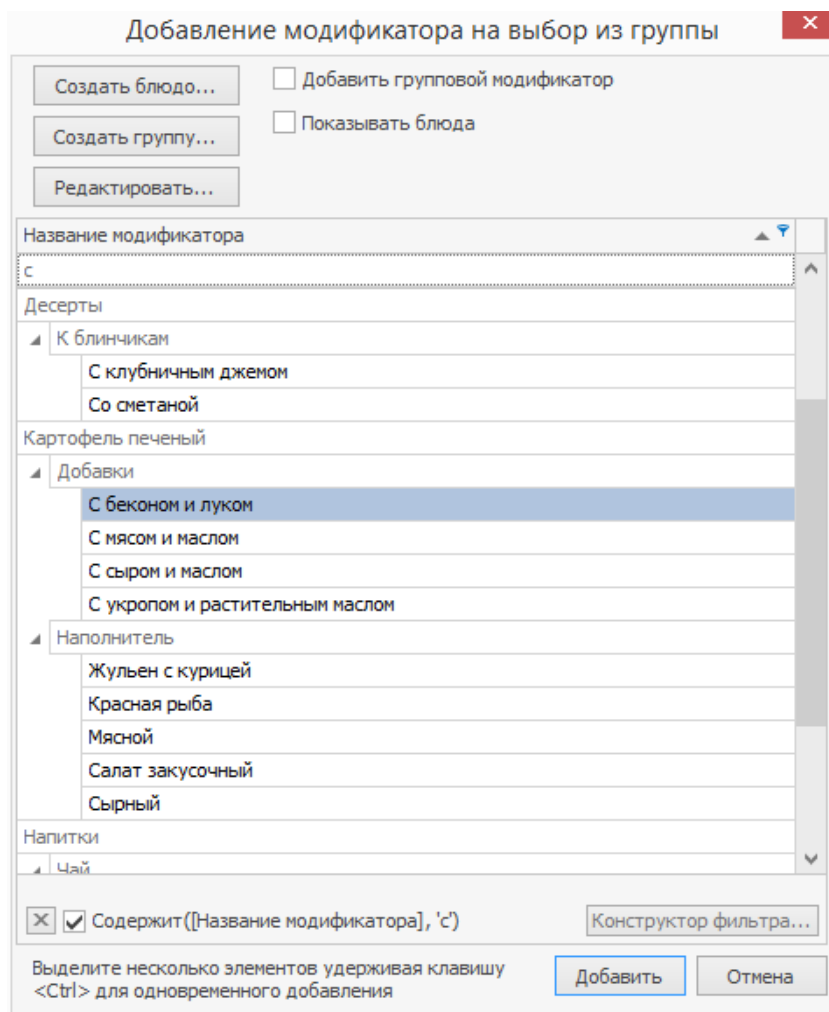 Добавление модификатора на выбор из группы
Создать блюдо...
Добавить групповой модификатор
Создать группу...
Показывать блюда
Редактировать...
Название модификатора
с
Десерты
К блинчикам
С клубничным джемом
Со сметаной
Картофель печеный
Добавки
С беконом и луком
С мясом и маслом
С сыром и маслом
С укропом и растительным маслом
Наполнитель
Жульен с курицей
Красная рыба
Мясной
Салат закусочный
Сырный
Напитки
Чай
Содержит([Название модификатора], 'с')
Конструктор фильтра...
Выделите несколько элементов удерживая клавишу
<Ctrl> для одновременного добавления
Добавить
Отмена